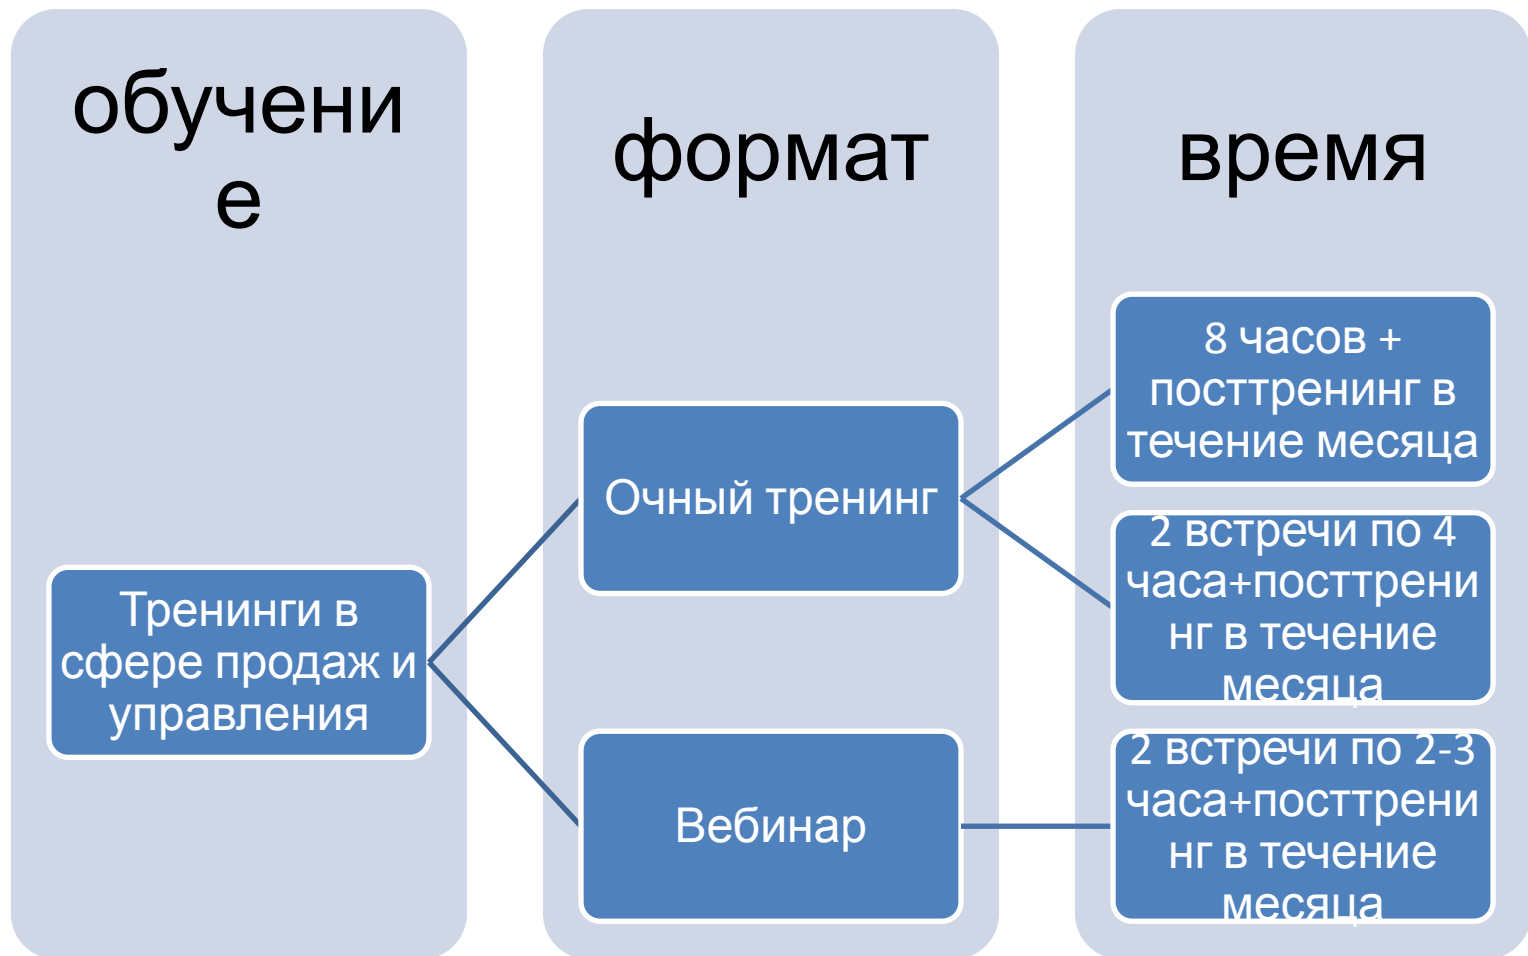 обучени
е
формат
время
Тренинги в
сфере продаж и
управления
Очный тренинг
Вебинар
8 часов +
посттренинг в
течение месяца
2 встречи по 4
часа+посттрени
нг в течение
месяца
2 встречи по 2-3
часа+посттрени
нг в течение
месяца